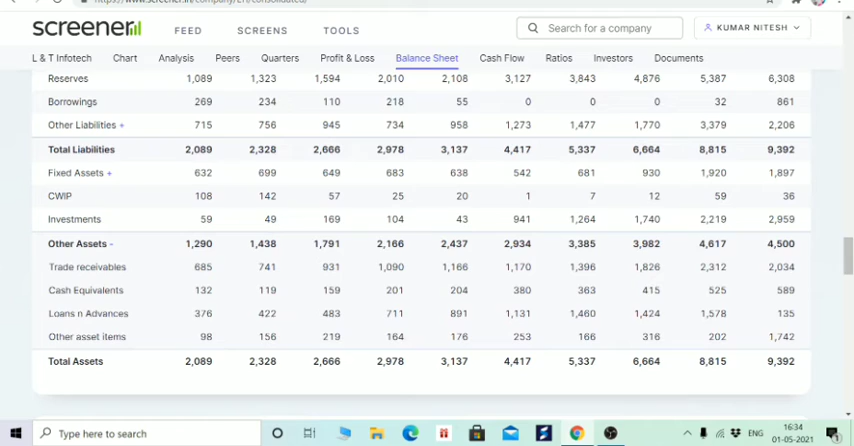 https://www.screener.in/company/LTI/consolidated/
screener
FEED SCREENS TOOLS Search for a company KUMAR NITESH
L & T Infotech Chart Analysis Peers Quarters Profit & Loss Balance Sheet Cash Flow Ratios Investors Documents
Reserves 1,089 1,323 1,594 2,010 2,108 3,127 3,843 4,876 5,387 6,308
Borrowings 269 234 110 218 55 0 0 0 32 861
Other Liabilities + 715 756 945 734 958 1,273 1,477 1,770 3,379 2,206
Total Liabilities 2,089 2,328 2,666 2,978 3,137 4,417 5,337 6,664 8,815 9,392
Fixed Assets + 632 699 649 683 638 542 681 930 1,920 1,897
CWIP 108 142 57 25 20 1 7 12 59 36
Investments 59 49 169 104 43 941 1,264 1,740 2,219 2,959
Other Assets - 1,290 1,438 1,791 2,166 2,437 2,934 3,385 3,982 4,617 4,500
Trade receivables 685 741 931 1,090 1,166 1,170 1,396 1,826 2,312 2,034
Cash Equivalents 132 119 159 201 204 380 363 415 525 589
Loans n Advances 376 422 483 711 891 1,131 1,460 1,424 1,578 135
Other asset items 98 156 219 164 176 253 166 316 202 1,742
Total Assets 2,089 2,328 2,666 2,978 3,137 4,417 5,337 6,664 8,815 9,392
Type here to search ENG 16:34
01-05-2021